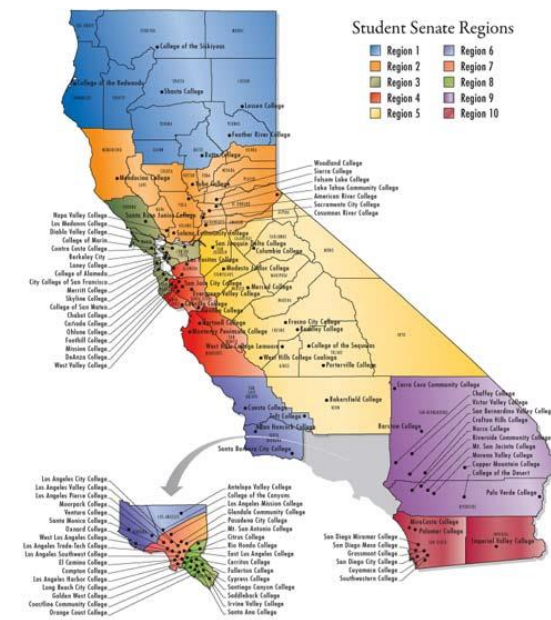 Student Senate Regions
Region 1
Region 2
Region 3
Region 4
Region 5
Region 6
Region 7
Region 8
Region 9
Region 10
College of the Siskiyous
College of the Redwoods
Shasta College
Lassen College
Feather River College
Butte College
Mendocino College
Yuba College
Woodland College
Sierra College
Folsom Lake College
Lake Tahoe Community College
American River College
Sacramento City College
Cosumnes River College
Santa Rosa Junior College
Solano Community College
Napa Valley College
Los Medanos College
Diablo Valley College
College of Marin
Contra Costa College
Berkeley City
Laney College
College of Alameda
City College of San Francisco
Merritt College
Skyline College
College of San Mateo
Chabot College
Cañada College
Ohlone College
Foothill College
Mission College
DeAnza College
West Valley College
San Joaquin Delta College
Columbia College
Modesto Junior College
San Jose City College
Evergreen Valley College
Merced College
Hartnell College
Monterey Peninsula College
Fresno City College
Reedley College
West Hills College Lemoore
College of the Sequoias
West Hills College Coalinga
Porterville College
Bakersfield College
Cerro Coso Community College
Cuesta College
Taft College
Allan Hancock College
Santa Barbara City College
Barstow College
Chaffey College
Victor Valley College
San Bernardino Valley College
Crafton Hills College
Norco College
Riverside Community College
Mt. San Jacinto College
Moreno Valley College
Copper Mountain College
College of the Desert
Palo Verde College
MiraCosta College
Palomar College
Imperial Valley College
San Diego Miramar College
San Diego Mesa College
Grossmont College
San Diego City College
Cuyamaca College
Southwestern College
Los Angeles City College
Los Angeles Valley College
Los Angeles Pierce College
Moorpark College
Ventura College
Santa Monica College
Oxnard College
West Los Angeles College
Los Angeles Trade-Tech College
Los Angeles Southwest College
El Camino College
Compton College
Los Angeles Harbor College
Long Beach City College
Golden West College
Coastline Community College
Orange Coast College
Antelope Valley College
College of the Canyons
Los Angeles Mission College
Glendale Community College
Pasadena City College
Mt. San Antonio College
Citrus College
Rio Hondo College
East Los Angeles College
Cerritos College
Fullerton College
Cypress College
Santiago Canyon College
Saddleback College
Irvine Valley College
Santa Ana College